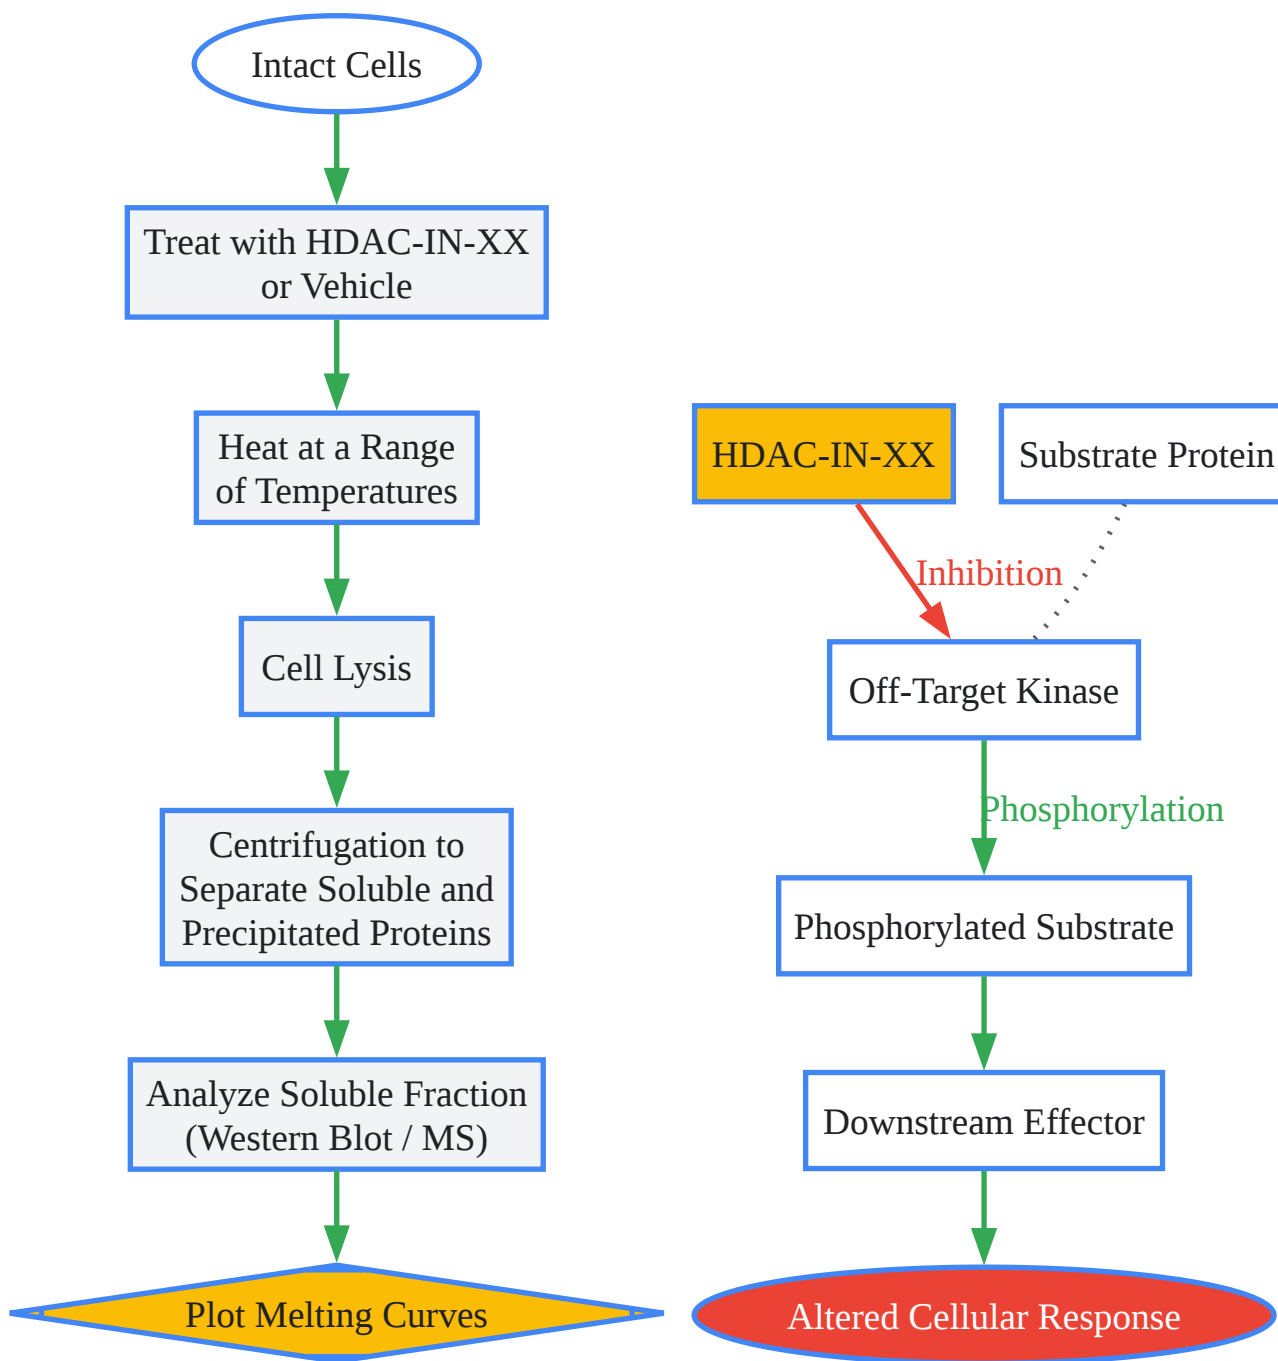 Intact Cells
Treat with HDAC-IN-XX
or Vehicle
Heat at a Range
of Temperatures
Cell Lysis
Centrifugation to
Separate Soluble and
Precipitated Proteins
Analyze Soluble Fraction
(Western Blot / MS)
Plot Melting Curves
HDAC-IN-XX
Substrate Protein
Inhibition
Off-Target Kinase
Phosphorylation
Phosphorylated Substrate
Downstream Effector
Altered Cellular Response